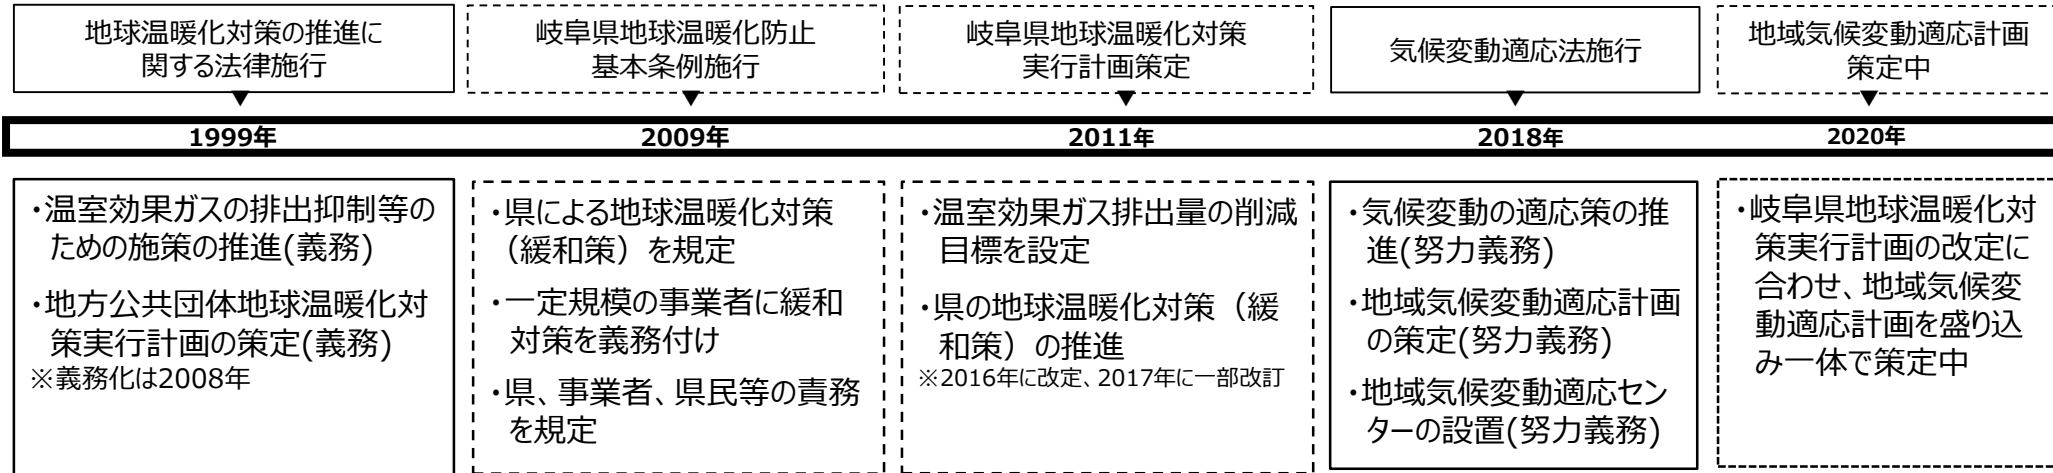 地球温暖化対策の推進に
関する法律施行
岐阜県地球温暖化防止
基本条例施行
岐阜県地球温暖化対策
実行計画策定
気候変動適応法施行
地域気候変動適応計画
策定中
1999年
2009年
2011年
2018年
2020年
・温室効果ガスの排出抑制等の
ための施策の推進(義務)
・地方公共団体地球温暖化対
策実行計画の策定(義務)
※義務化は2008年
・県による地球温暖化対策
（緩和策）を規定
・一定規模の事業者に緩和
対策を義務付け
・県、事業者、県民等の責務
を規定
・温室効果ガス排出量の削減
目標を設定
・県の地球温暖化対策（緩
和策）の推進
※2016年に改定、2017年に一部改訂
・気候変動の適応策の推
進(努力義務)
・地域気候変動適応計画
の策定(努力義務)
・地域気候変動適応セン
ターの設置(努力義務)
・岐阜県地球温暖化対
策実行計画の改定に
合わせ、地域気候変
動適応計画を盛り込
み一体で策定中